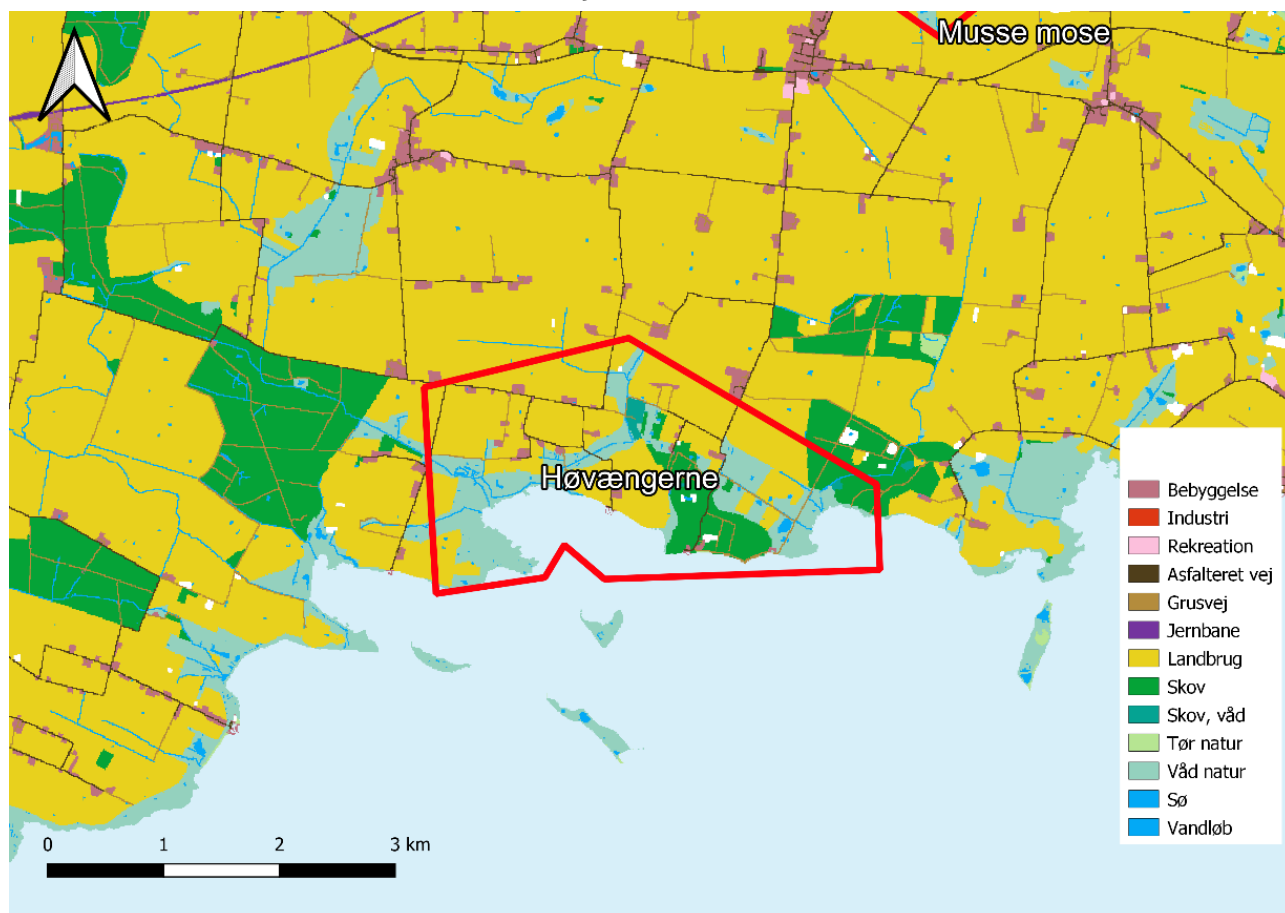 Musse mose
Høvængerne
Bebyggelse
Industri
Rekreation
Asfalteret vej
Grusvej
Jernbane
Landbrug
Skov
Skov, våd
Tør natur
Våd natur
Sø
Vandløb
0 1 2 3 km